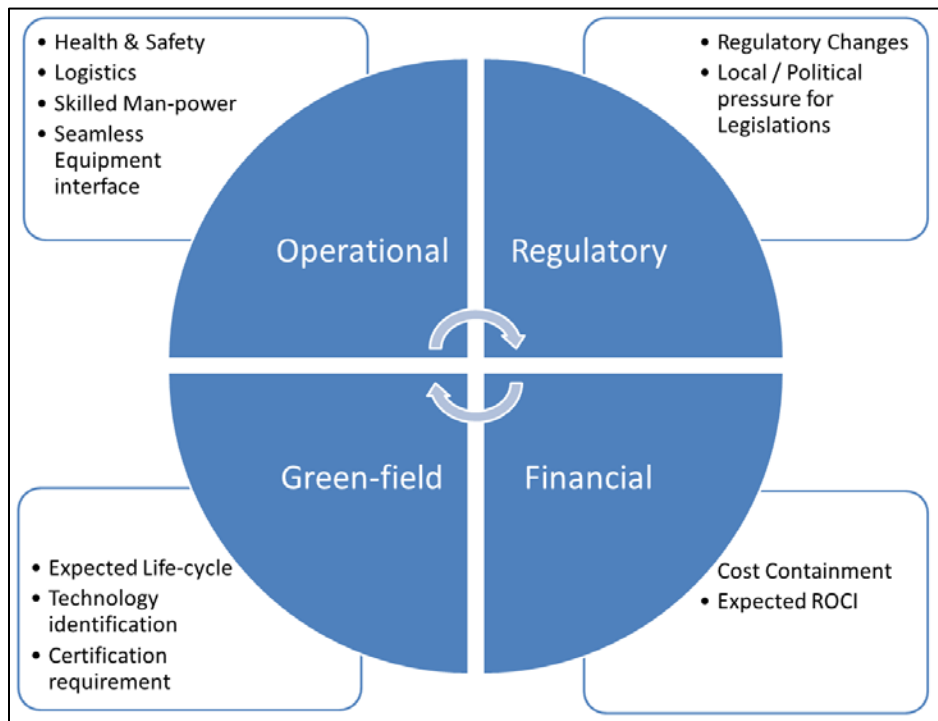 • Health & Safety
• Logistics
• Skilled Man-power
• Seamless
Equipment
interface
• Regulatory Changes
• Local / Political
pressure for
Legislations
Operational
Regulatory
Green-field
Financial
• Expected Life-cycle
• Technology
identification
• Certification
requirement
Cost Containment
• Expected ROCI